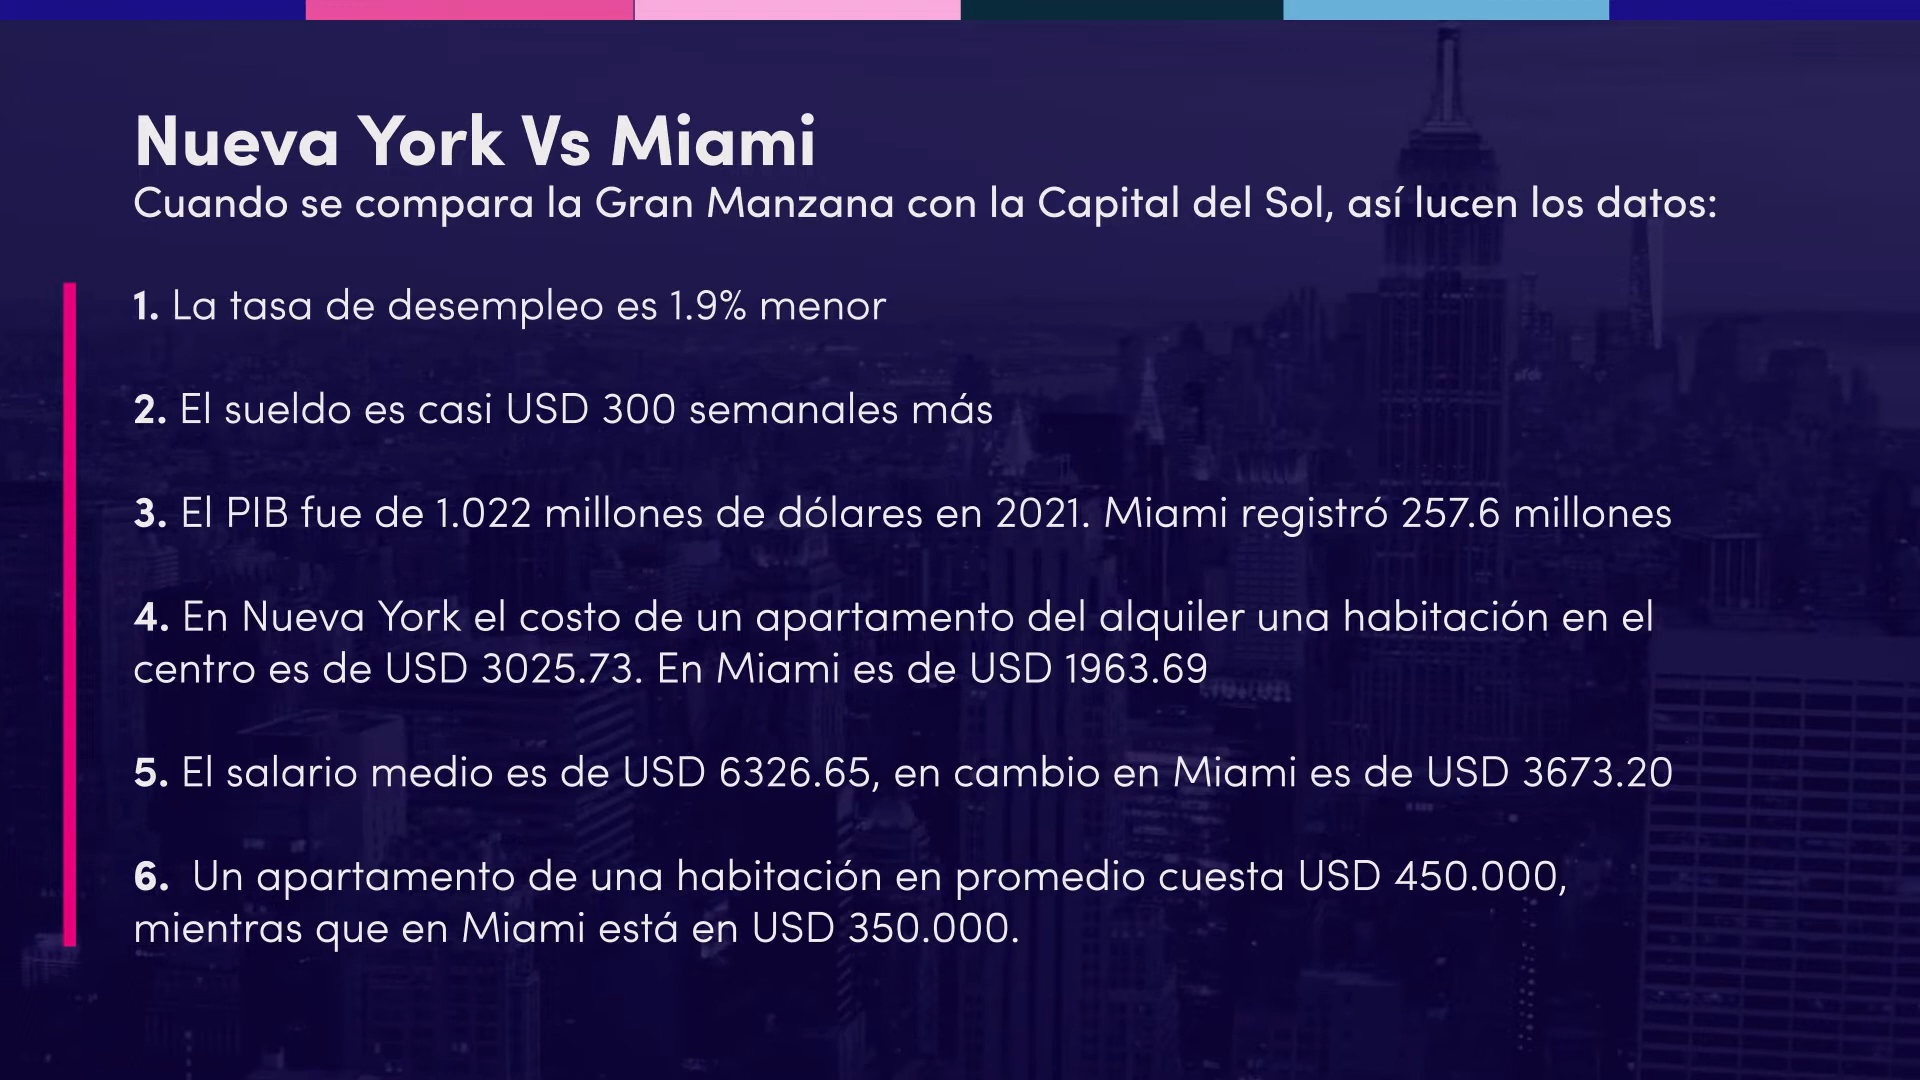 Nueva York Vs Miami
Cuando se compara la Gran Manzana con la Capital del Sol, así lucen los datos:
1. La tasa de desempleo es 1.9% menor
2. El sueldo es casi USD 300 semanales más
3. El PIB fue de 1.022 millones de dólares en 2021. Miami registró 257.6 millones
4. En Nueva York el costo de un apartamento del alquiler una habitación en el
centro es de USD 3025.73. En Miami es de USD 1963.69
5. El salario medio es de USD 6326.65, en cambio en Miami es de USD 3673.20
6. Un apartamento de una habitación en promedio cuesta USD 450.000,
mientras que en Miami está en USD 350.000.